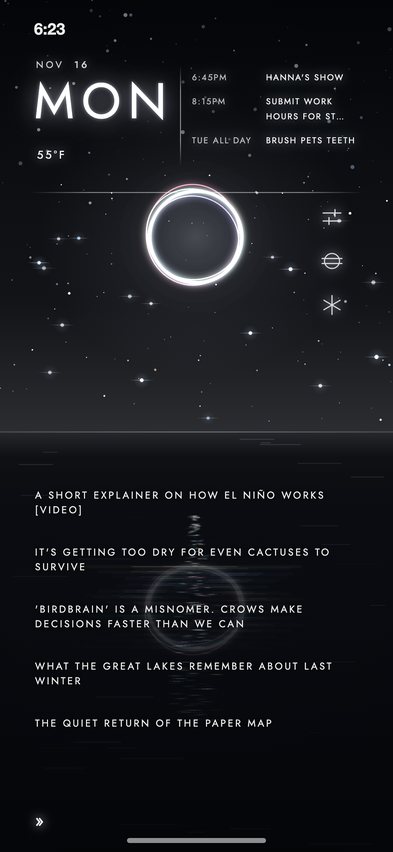 6:23
NOV 16
MON
55°F
6:45PM HANNA'S SHOW
8:15PM SUBMIT WORK
HOURS FOR ST...
TUE ALL DAY BRUSH PETS TEETH
A SHORT EXPLAINER ON HOW EL NIÑO WORKS
[VIDEO]
IT'S GETTING TOO DRY FOR EVEN CACTUSES TO
SURVIVE
'BIRDBRAIN' IS A MISNOMER. CROWS MAKE
DECISIONS FASTER THAN WE CAN
WHAT THE GREAT LAKES REMEMBER ABOUT LAST
WINTER
THE QUIET RETURN OF THE PAPER MAP
»